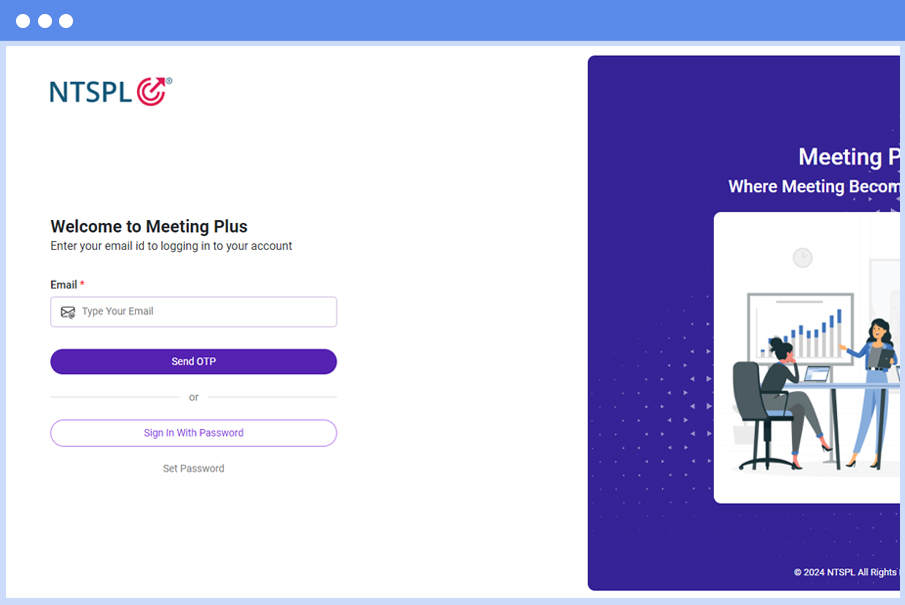 NTSPL®
Welcome to Meeting Plus
Enter your email id to logging in to your account
Email *
Type Your Email
Send OTP
or
Sign In With Password
Set Password
Meeting P
Where Meeting Becom
© 2024 NTSPL All Rights